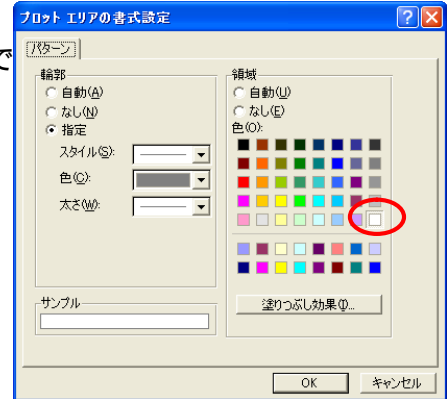 プロット エリアの書式設定
で
パターン
輪郭
自動(A)
なし(N)
指定
スタイル(S):
色(C):
太さ(W):
サンプル
領域
自動(U)
なし(E)
色(O):
塗りつぶし効果(I)...
OK
キャンセル